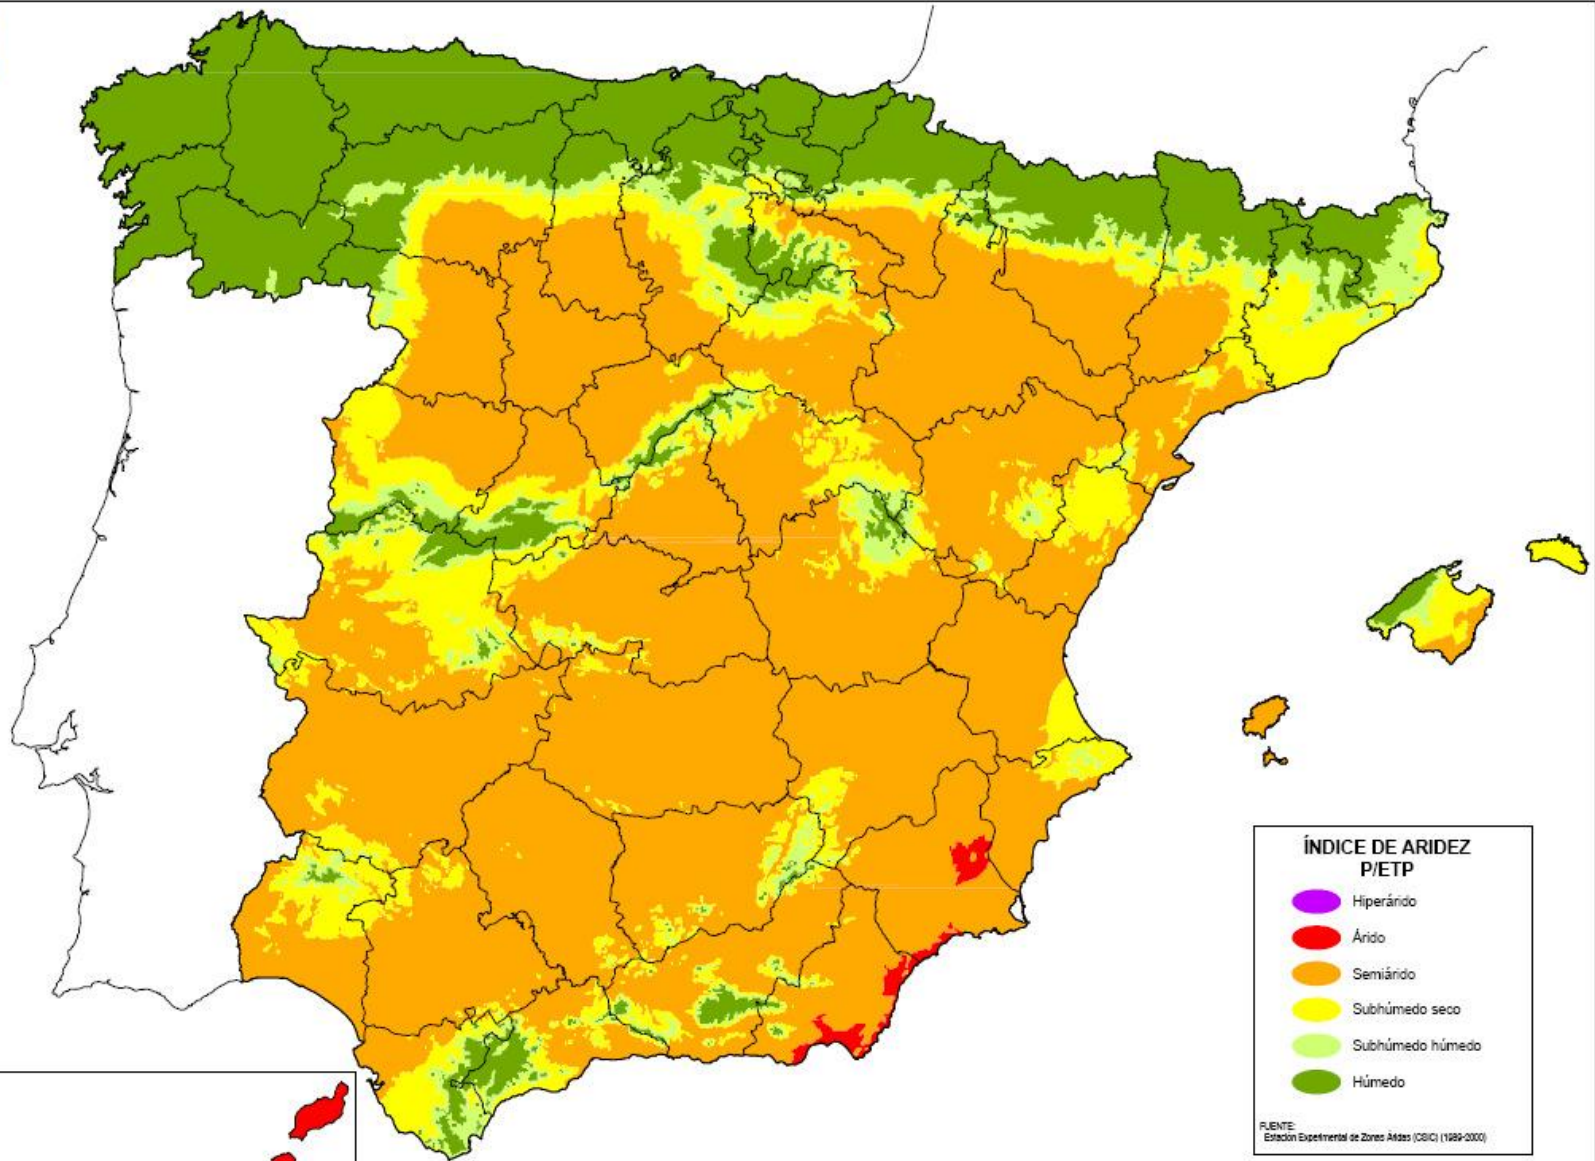 ÍNDICE DE ARIDEZ
P/ETP
Hiperárido
Árido
Semiárido
Subhúmedo seco
Subhúmedo húmedo
Húmedo
FUENTE:
Estación Experimental de Zonas Áridas (CSIC) (1989-2000)